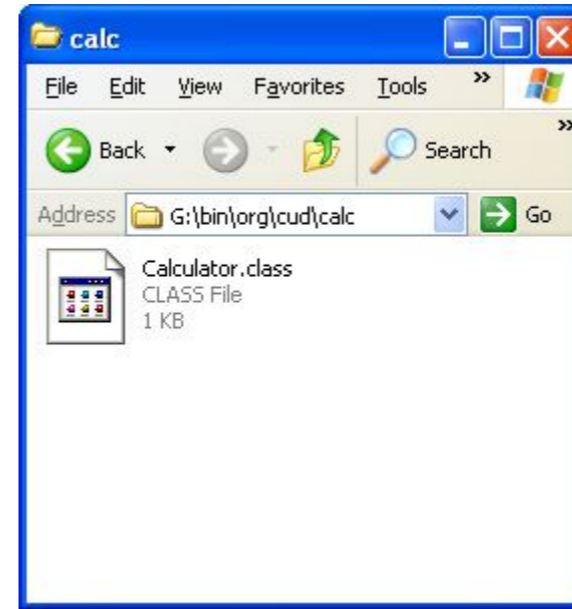 calc
File Edit View Favorites Tools »
Back Search »
Address G:\bin\org\cud\calc Go
Calculator.class
CLASS File
1 KB